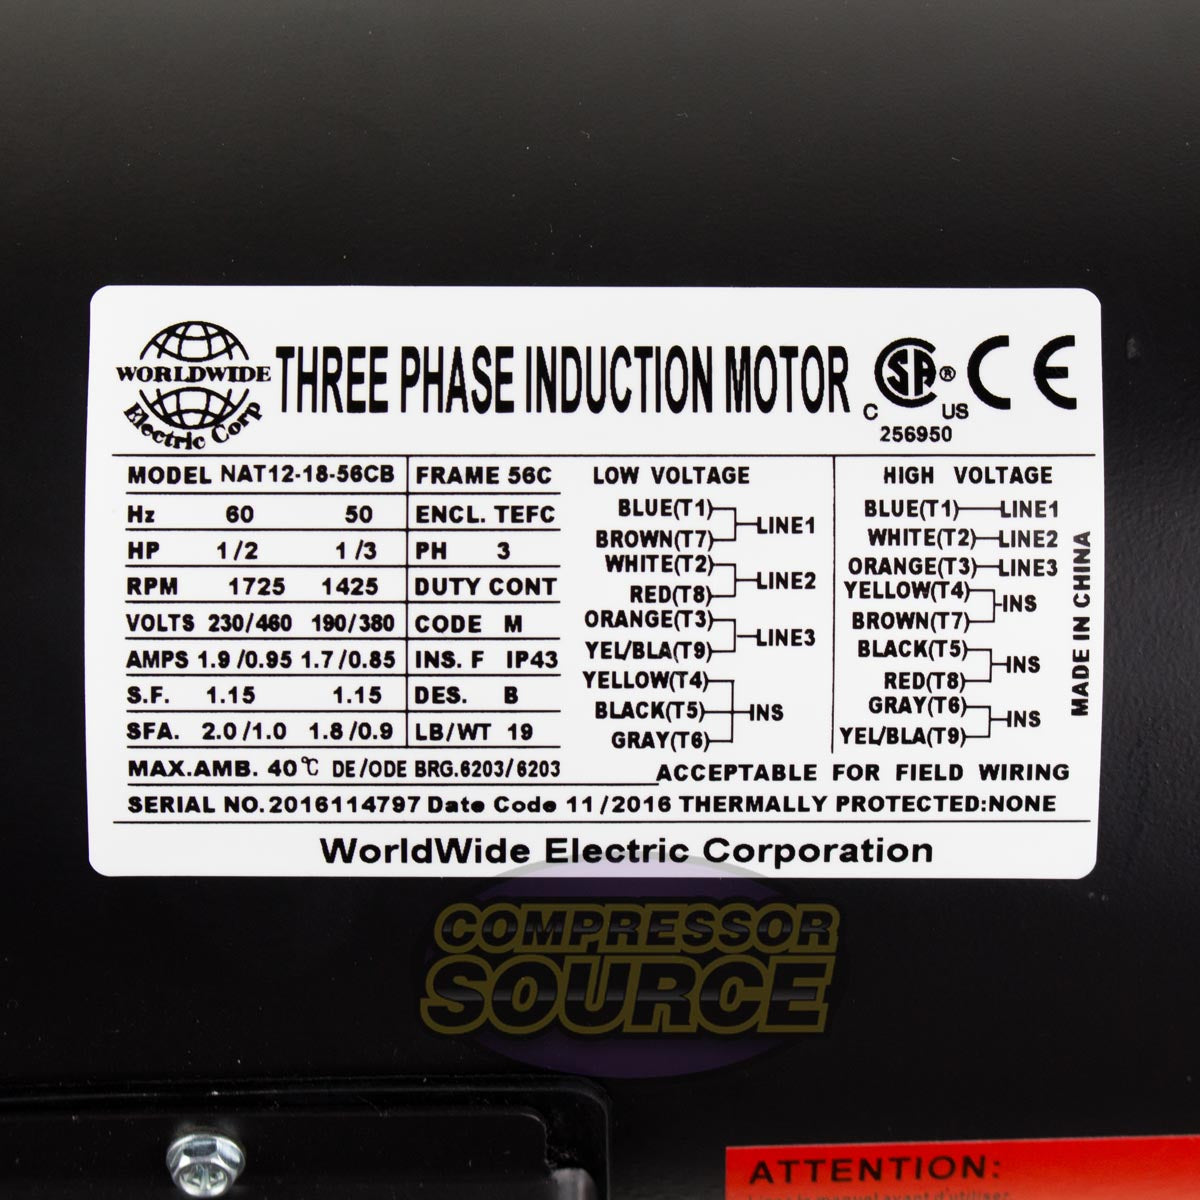 WORLDWIDE
Electric Corp
THREE PHASE INDUCTION MOTOR
SA ®
C US
256950
CE
MODEL NAT12-18-56CB FRAME 56C
Hz 60 50 ENCL. TEFC
HP 1/2 1/3 PH 3
RPM 1725 1425 DUTY CONT
VOLTS 230/460 190/380 CODE M
AMPS 1.9/0.95 1.7/0.85 INS. F IP43
S.F. 1.15 1.15 DES. B
SFA. 2.0/1.0 1.8/0.9 LB/WT 19
MAX.AMB. 40℃ DE/ODE BRG.6203/6203
LOW VOLTAGE
BLUE(T1)
BROWN(T7)
LINE1
WHITE(T2)
RED(T8)
LINE2
ORANGE(T3)
YEL/BLA(T9)
LINE3
YELLOW(T4)
BLACK(T5)
GRAY(T6)
INS
HIGH VOLTAGE
BLUE(T1) LINE1
WHITE(T2) LINE2
ORANGE(T3) LINE3
YELLOW(T4)
BROWN(T7)
INS
BLACK(T5)
RED(T8)
INS
GRAY(T6)
YEL/BLA(T9)
INS
MADE IN CHINA
ACCEPTABLE FOR FIELD WIRING
SERIAL NO.2016114797 Date Code 11/2016 THERMALLY PROTECTED:NONE
WorldWide Electric Corporation
COMPRESSOR
SOURCE
ATTENTION:
Lire le manuel avant d'utiliser